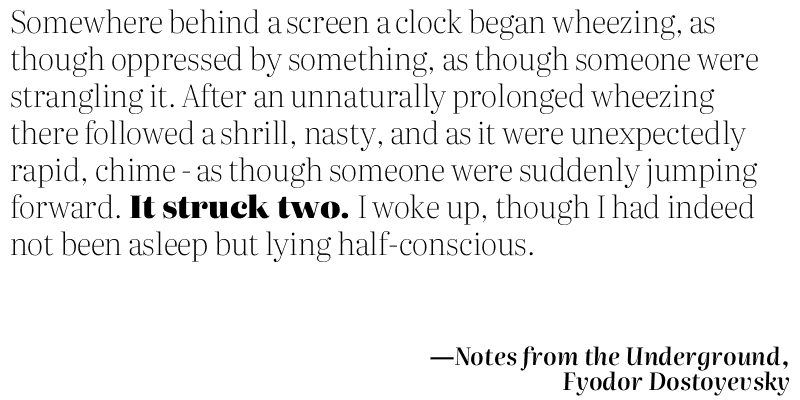 Somewhere behind a screen a clock began wheezing, as
though oppressed by something, as though someone were
strangling it. After an unnaturally prolonged wheezing
there followed a shrill, nasty, and as it were unexpectedly
rapid, chime - as though someone were suddenly jumping
forward. It struck two. I woke up, though I had indeed
not been asleep but lying half-conscious.
—Notes from the Underground,
Fyodor Dostoyevsky